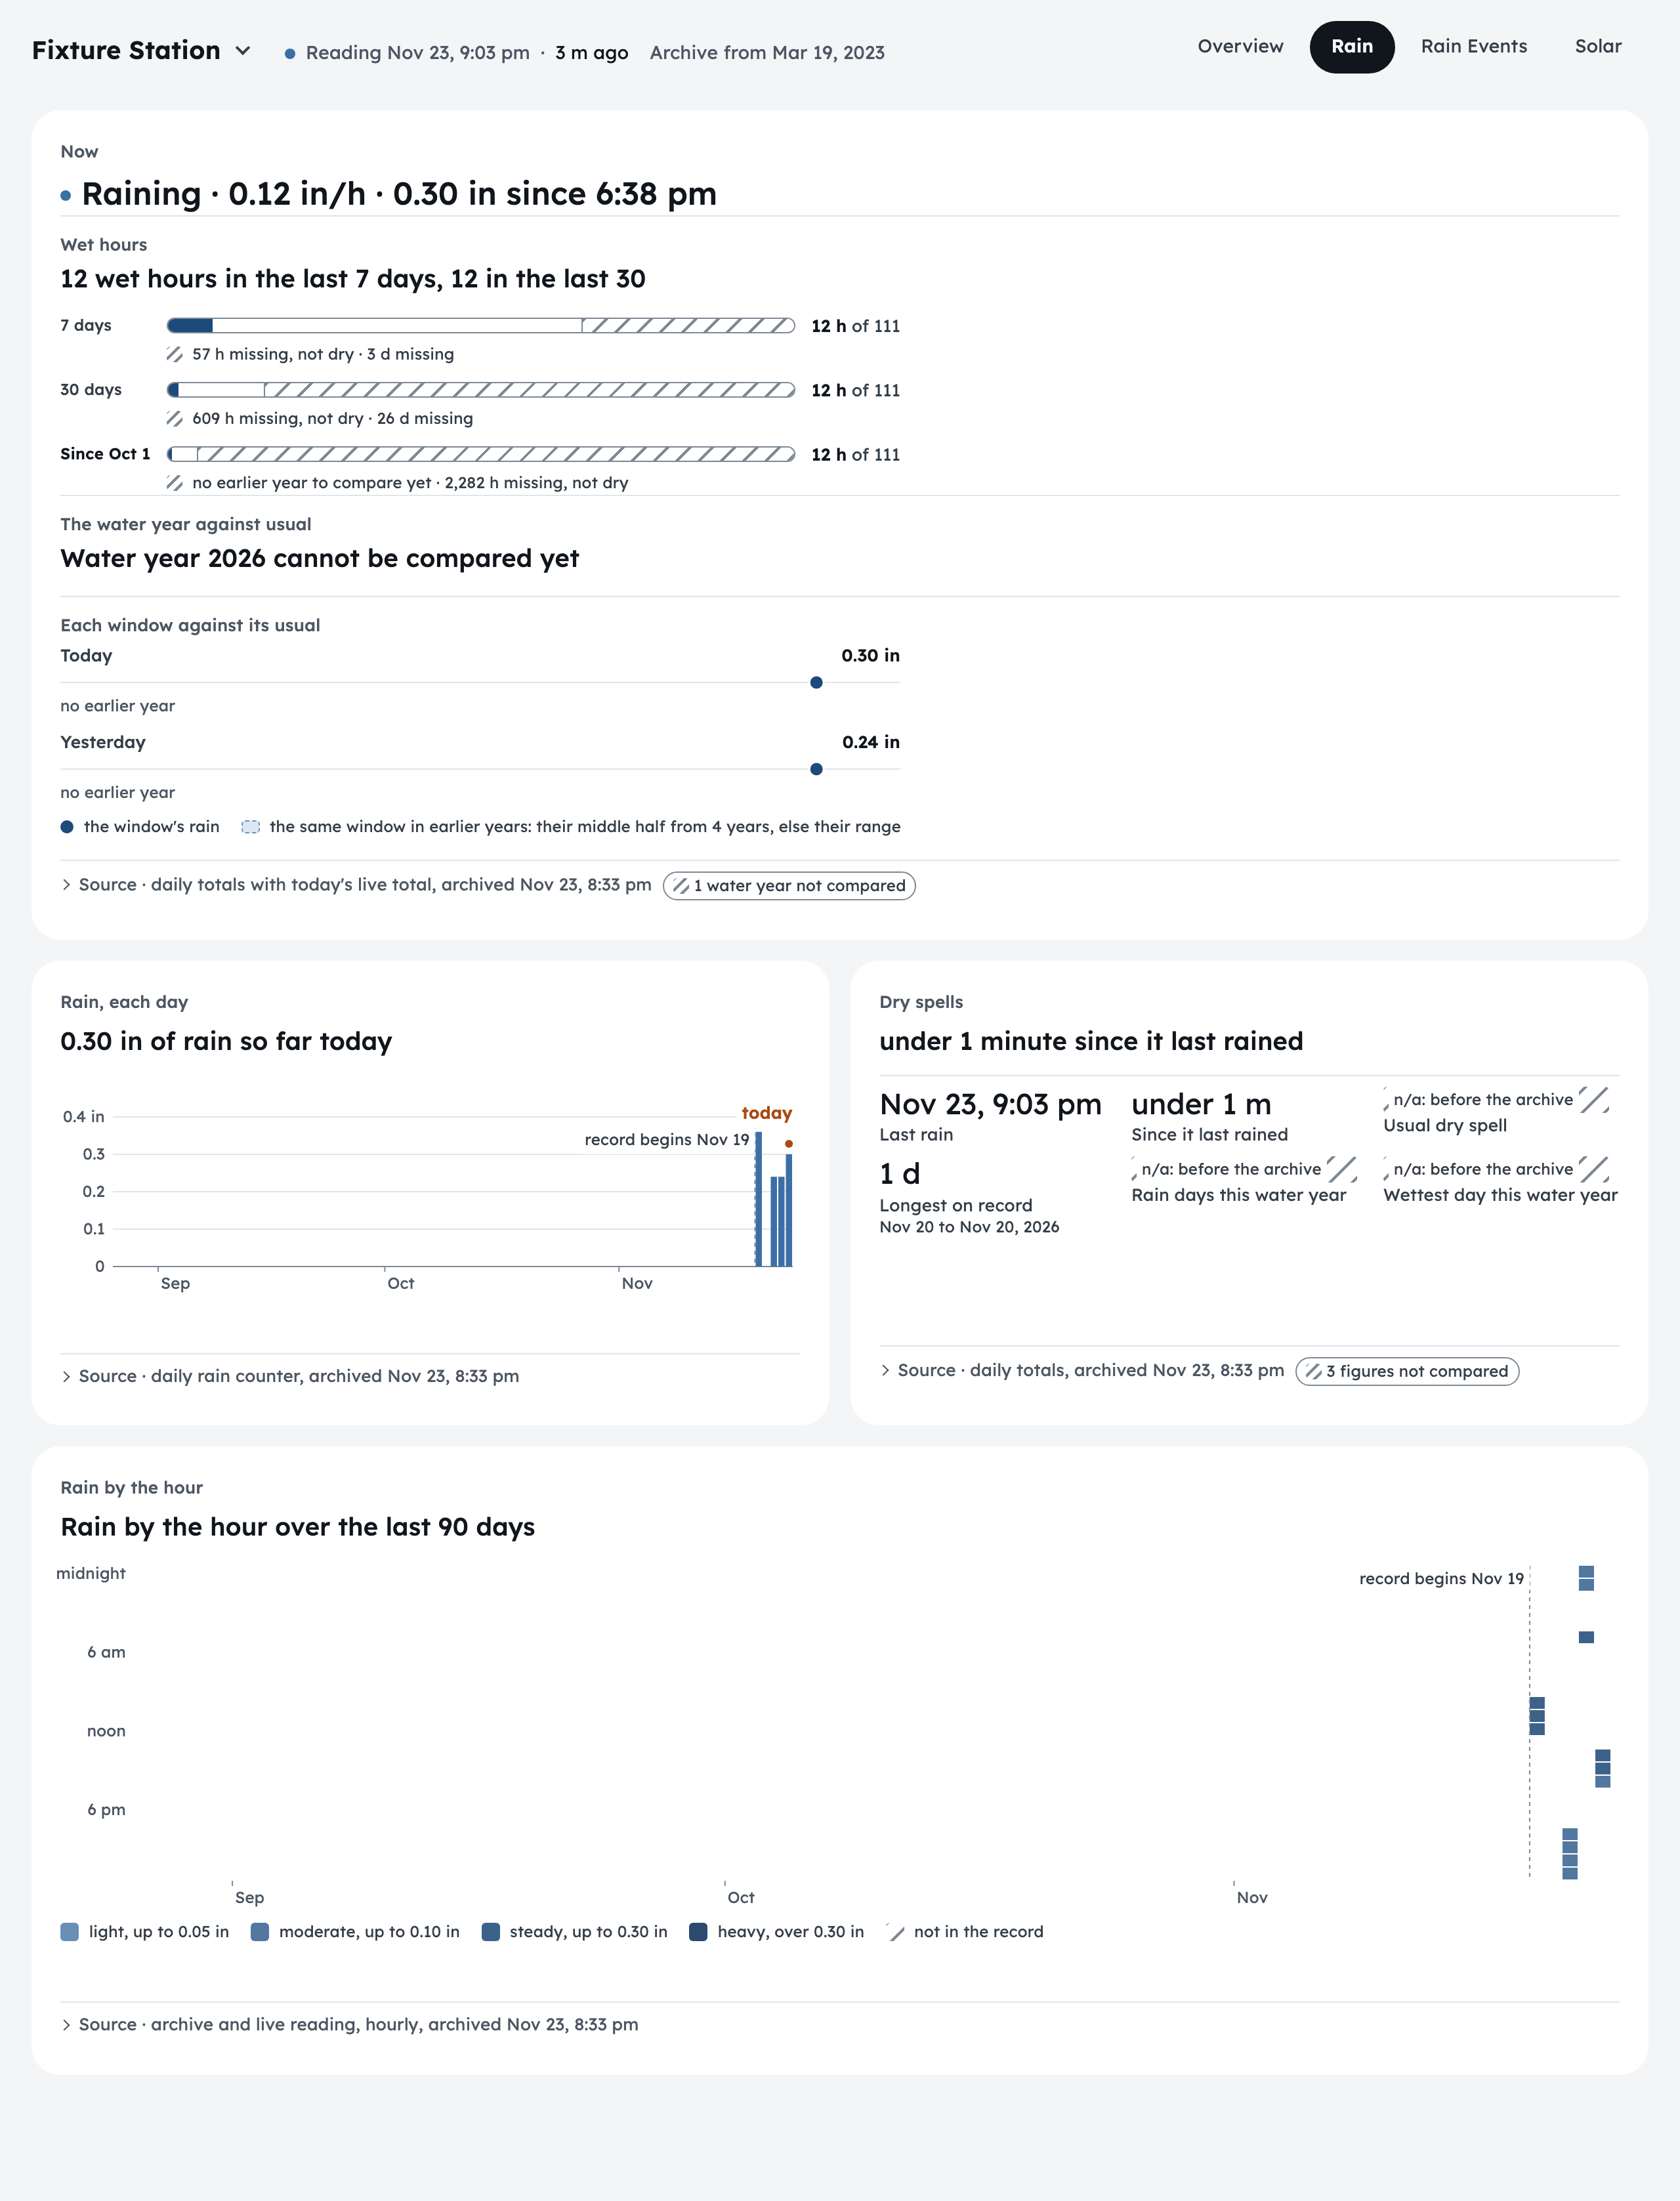 Fixture Station
Reading Nov 23, 9:03 pm · 3 m ago Archive from Mar 19, 2023
Overview Rain Rain Events Solar
Now
Raining · 0.12 in/h · 0.30 in since 6:38 pm
Wet hours
12 wet hours in the last 7 days, 12 in the last 30
7 days 12 h of 111
57 h missing, not dry · 3 d missing
30 days 12 h of 111
609 h missing, not dry · 26 d missing
Since Oct 1 12 h of 111
no earlier year to compare yet · 2,282 h missing, not dry
The water year against usual
Water year 2026 cannot be compared yet
Each window against its usual
Today 0.30 in
no earlier year
Yesterday 0.24 in
no earlier year
the window's rain the same window in earlier years: their middle half from 4 years, else their range
Source · daily totals with today's live total, archived Nov 23, 8:33 pm 1 water year not compared
Rain, each day
0.30 in of rain so far today
today
0.4 in
record begins Nov 19
0.3
0.2
0.1
0
Sep Oct Nov
Source · daily rain counter, archived Nov 23, 8:33 pm
Dry spells
under 1 minute since it last rained
Nov 23, 9:03 pm
Last rain
under 1 m
Since it last rained
n/a: before the archive
Usual dry spell
1 d
Longest on record
Nov 20 to Nov 20, 2026
n/a: before the archive
Rain days this water year
n/a: before the archive
Wettest day this water year
Source · daily totals, archived Nov 23, 8:33 pm 3 figures not compared
Rain by the hour
Rain by the hour over the last 90 days
midnight
record begins Nov 19
6 am
noon
6 pm
Sep Oct Nov
light, up to 0.05 in moderate, up to 0.10 in steady, up to 0.30 in heavy, over 0.30 in not in the record
Source · archive and live reading, hourly, archived Nov 23, 8:33 pm